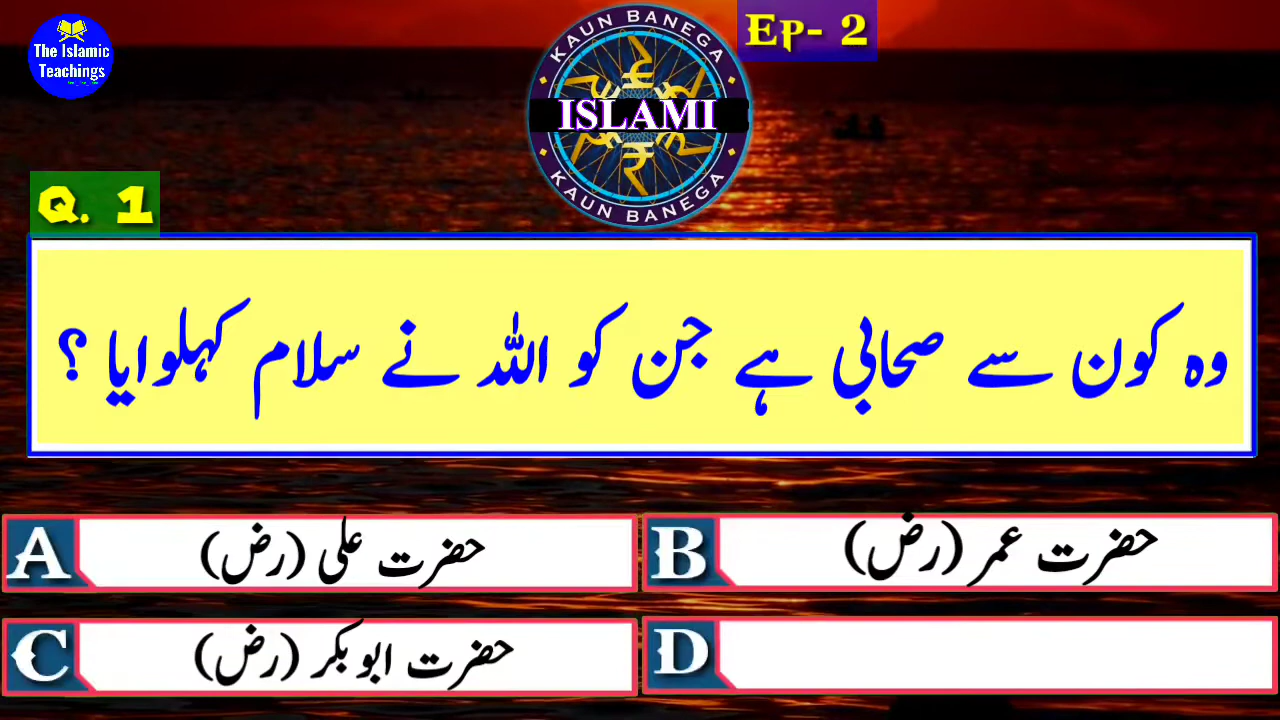 The Islamic
Teachings
KAUN BANEGA
ISLAMI
KAUN BANEGA
Ep- 2
Q. 1
وہ کون سے صحابی ہے جن کو اللہ نے سلام کہلوایا ؟
A حضرت علی (رض)
B حضرت عمر (رض)
C حضرت ابو بکر (رض)
D